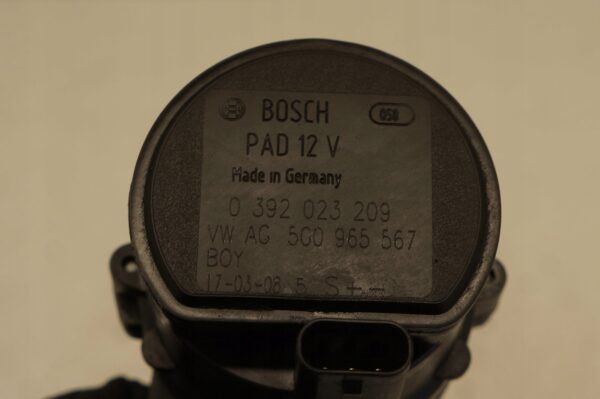 BOSCH 058
PAD 12 V
Made in Germany
0 392 023 209
VW AG 5G0 965 567
BOY
17-03-08 5 S + -